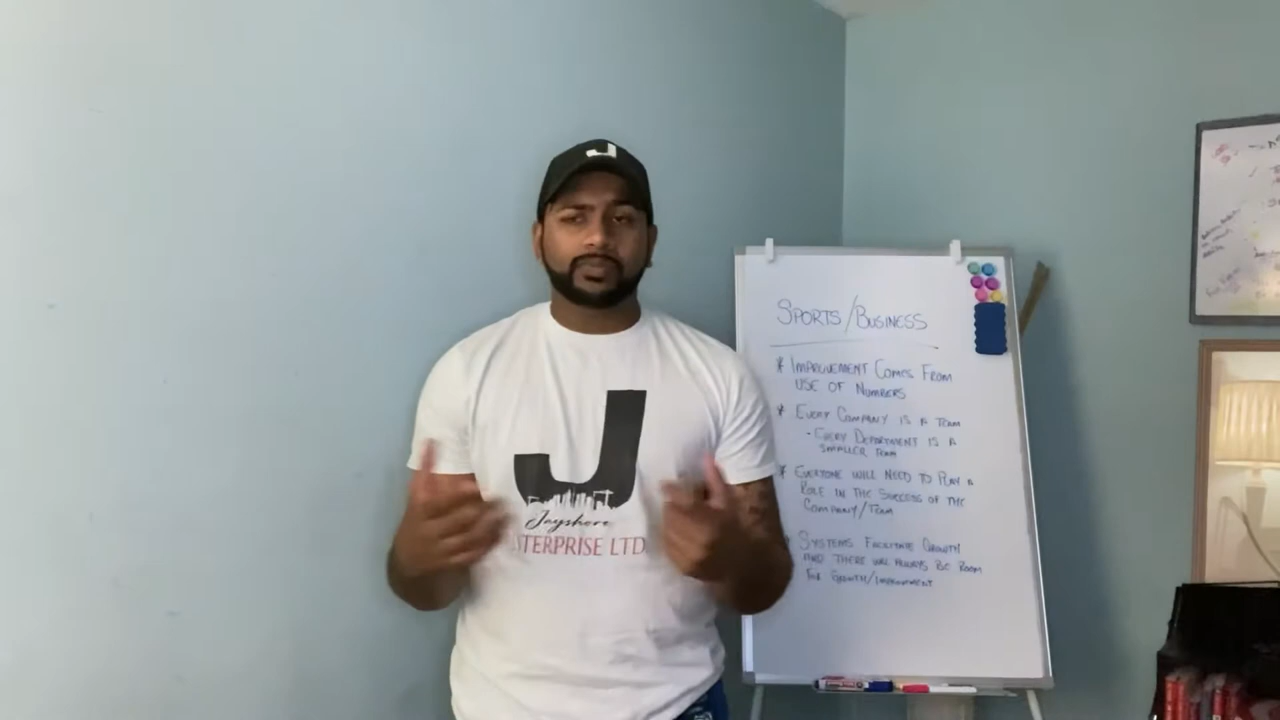 J
J
Jayshore
TERPRISE LTD
SPORTS/BUSINESS
* IMPROVEMENT COMES FROM
USE OF NUMBERS
* EVERY COMPANY IS A TEAM
- EVERY DEPARTMENT IS A
SMALLER TEAM
* EVERYONE WILL NEED TO PLAY A
ROLE IN THE SUCCESS OF THE
COMPANY/TEAM
SYSTEMS FACILITATE GROWTH
AND THERE WILL ALWAYS BE ROOM
FOR GROWTH/IMPROVEMENT